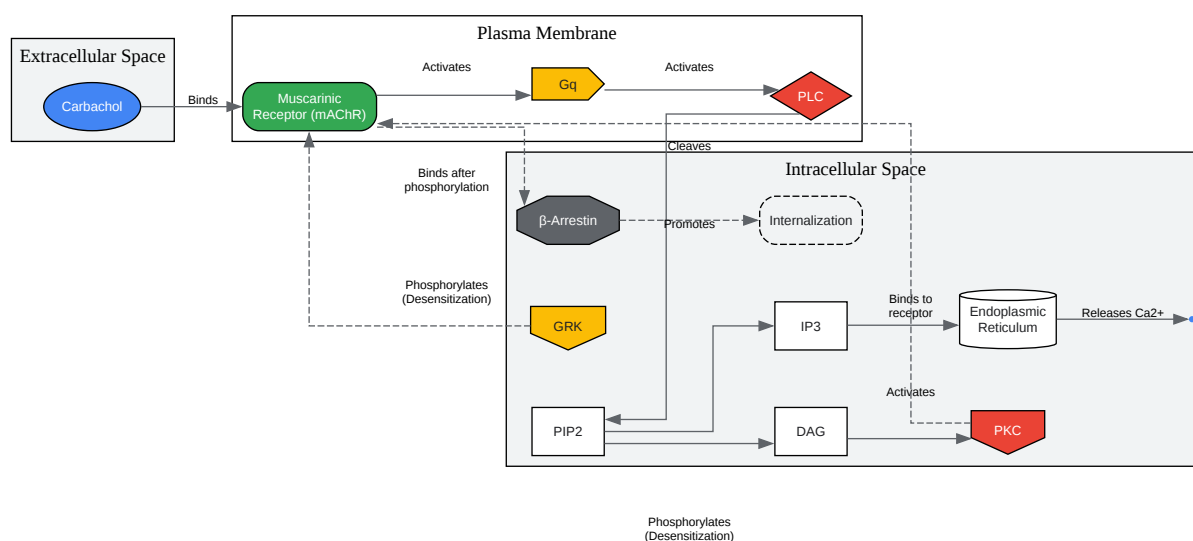 Plasma Membrane
Extracellular Space
Activates
Activates
Gq
PLC
Carbachol
Binds
Muscarinic
Receptor (mAChR)
Cleaves
Intracellular Space
Binds after
phosphorylation
β-Arrestin
Promotes
Internalization
Phosphorylates
(Desensitization)
GRK
IP3
Binds to
receptor
Endoplasmic
Reticulum
Releases Ca2+
Activates
PIP2
DAG
PKC
Phosphorylates
(Desensitization)